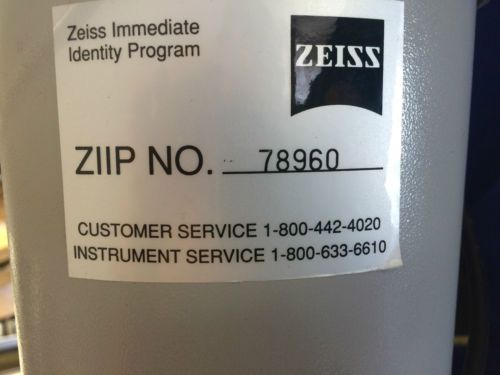 Zeiss Immediate
Identity Program
ZEISS
ZIIP NO. 78960
CUSTOMER SERVICE 1-800-442-4020
INSTRUMENT SERVICE 1-800-633-6610